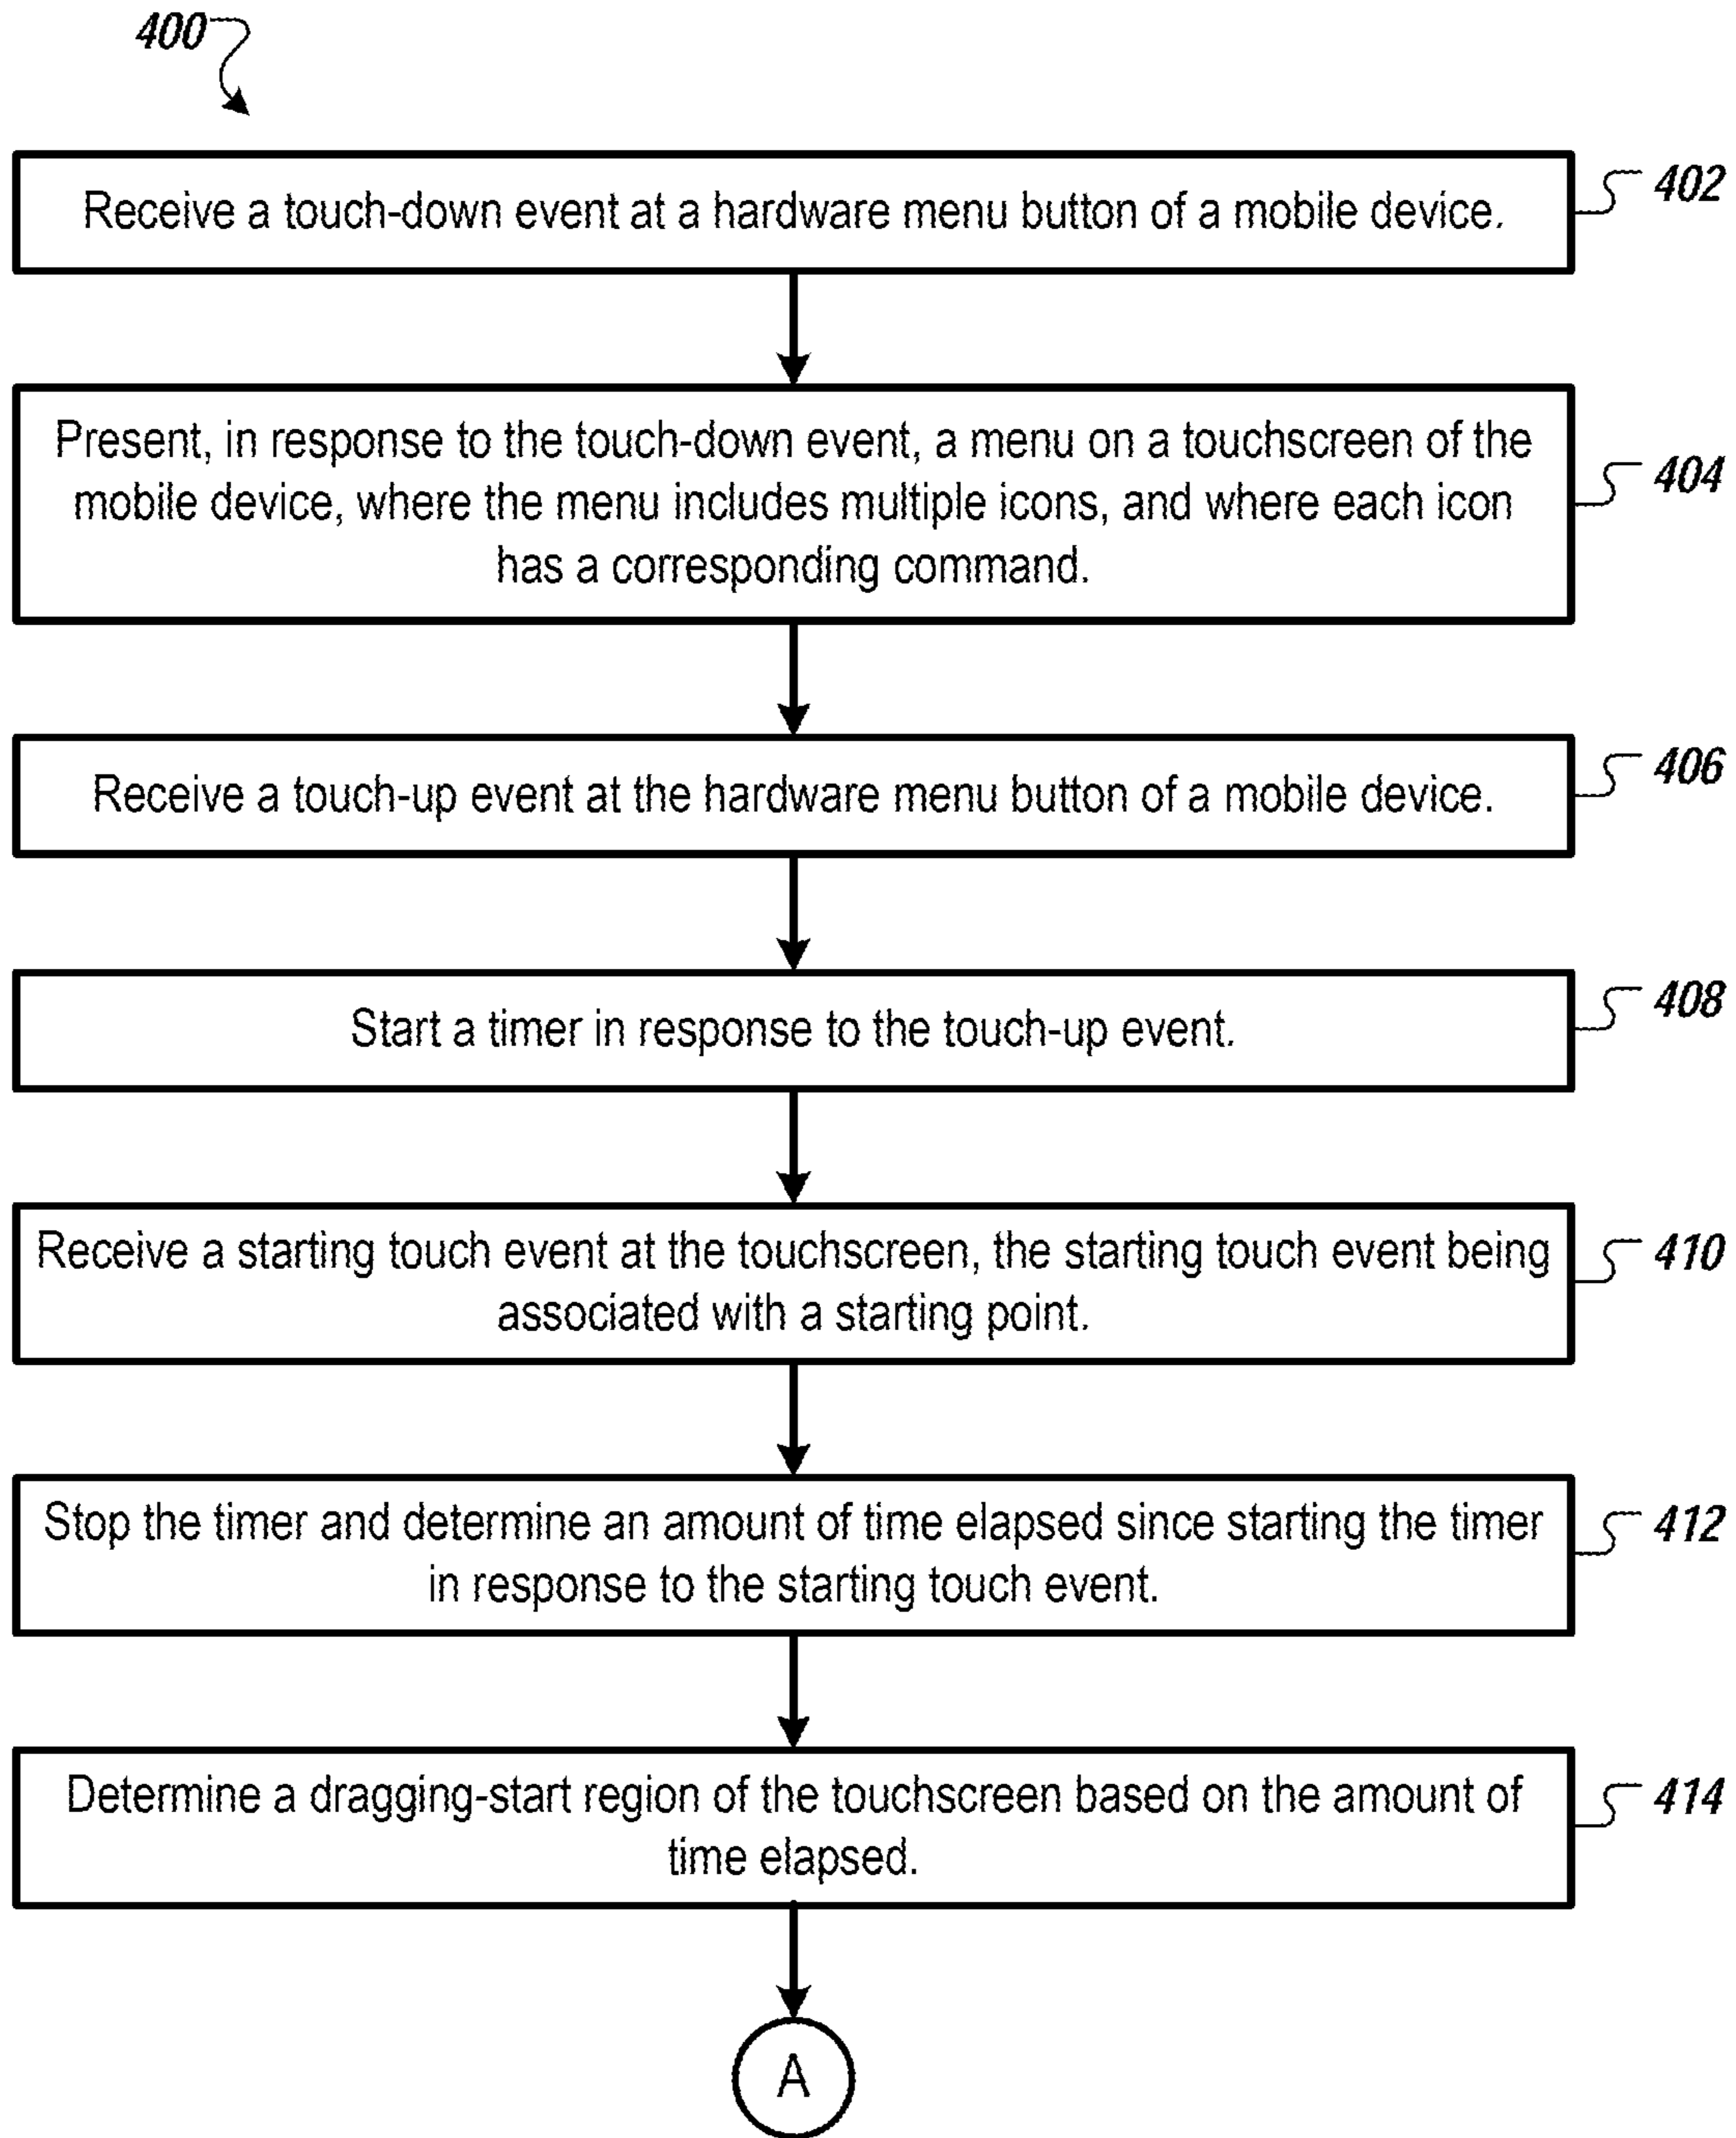 400
Receive a touch-down event at a hardware menu button of a mobile device.
402
Present, in response to the touch-down event, a menu on a touchscreen of the
mobile device, where the menu includes multiple icons, and where each icon
has a corresponding command.
404
Receive a touch-up event at the hardware menu button of a mobile device.
406
Start a timer in response to the touch-up event.
408
Receive a starting touch event at the touchscreen, the starting touch event being
associated with a starting point.
410
Stop the timer and determine an amount of time elapsed since starting the timer
in response to the starting touch event.
412
Determine a dragging-start region of the touchscreen based on the amount of
time elapsed.
414
A